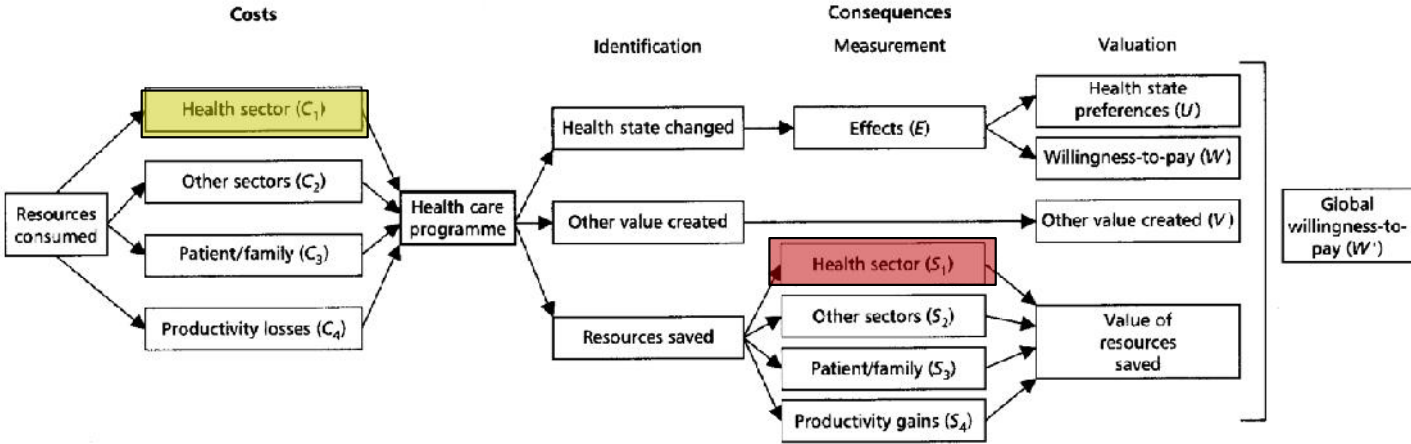 Costs
Consequences
Identification
Measurement
Valuation
Resources
consumed
Health sector (C₁)
Other sectors (C₂)
Patient/family (C₃)
Productivity losses (C₄)
Health care
programme
Health state changed
Other value created
Resources saved
Effects (E)
Health sector (S₁)
Other sectors (S₂)
Patient/family (S₃)
Productivity gains (S₄)
Health state
preferences (U)
Willingness-to-pay (W)
Other value created (V)
Value of
resources
saved
Global
willingness-to-
pay (W')